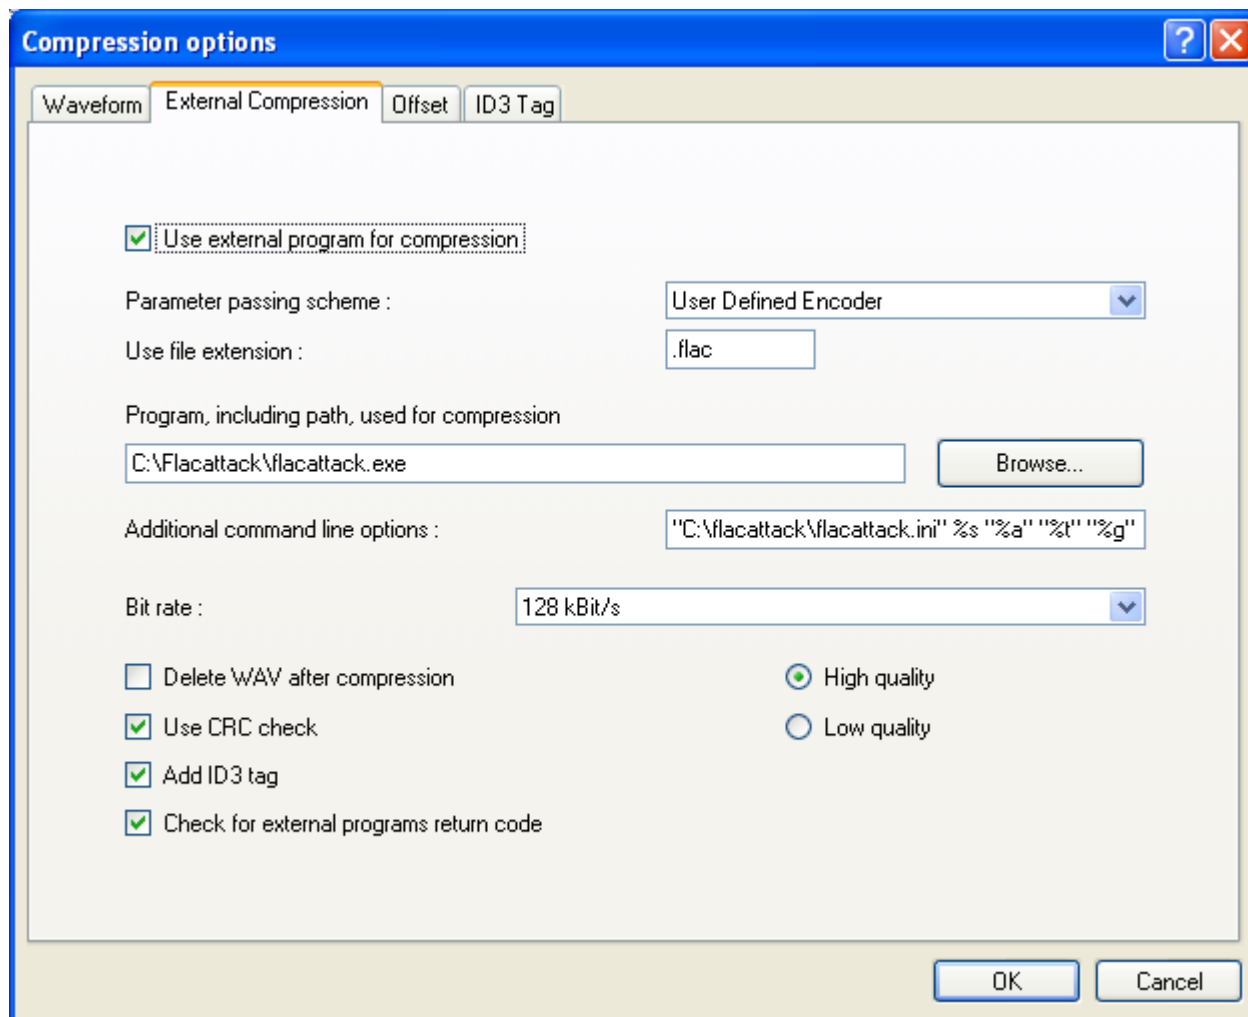 Compression options
Waveform External Compression Offset ID3 Tag
Use external program for compression
Parameter passing scheme : User Defined Encoder
Use file extension : .flac
Program, including path, used for compression
C:\Flacattack\flacattack.exe Browse...
Additional command line options : "C:\flacattack\flacattack.ini" %s "%a" "%t" "%g"
Bit rate : 128 kBit/s
Delete WAV after compression High quality
Use CRC check Low quality
Add ID3 tag
Check for external programs return code
OK Cancel